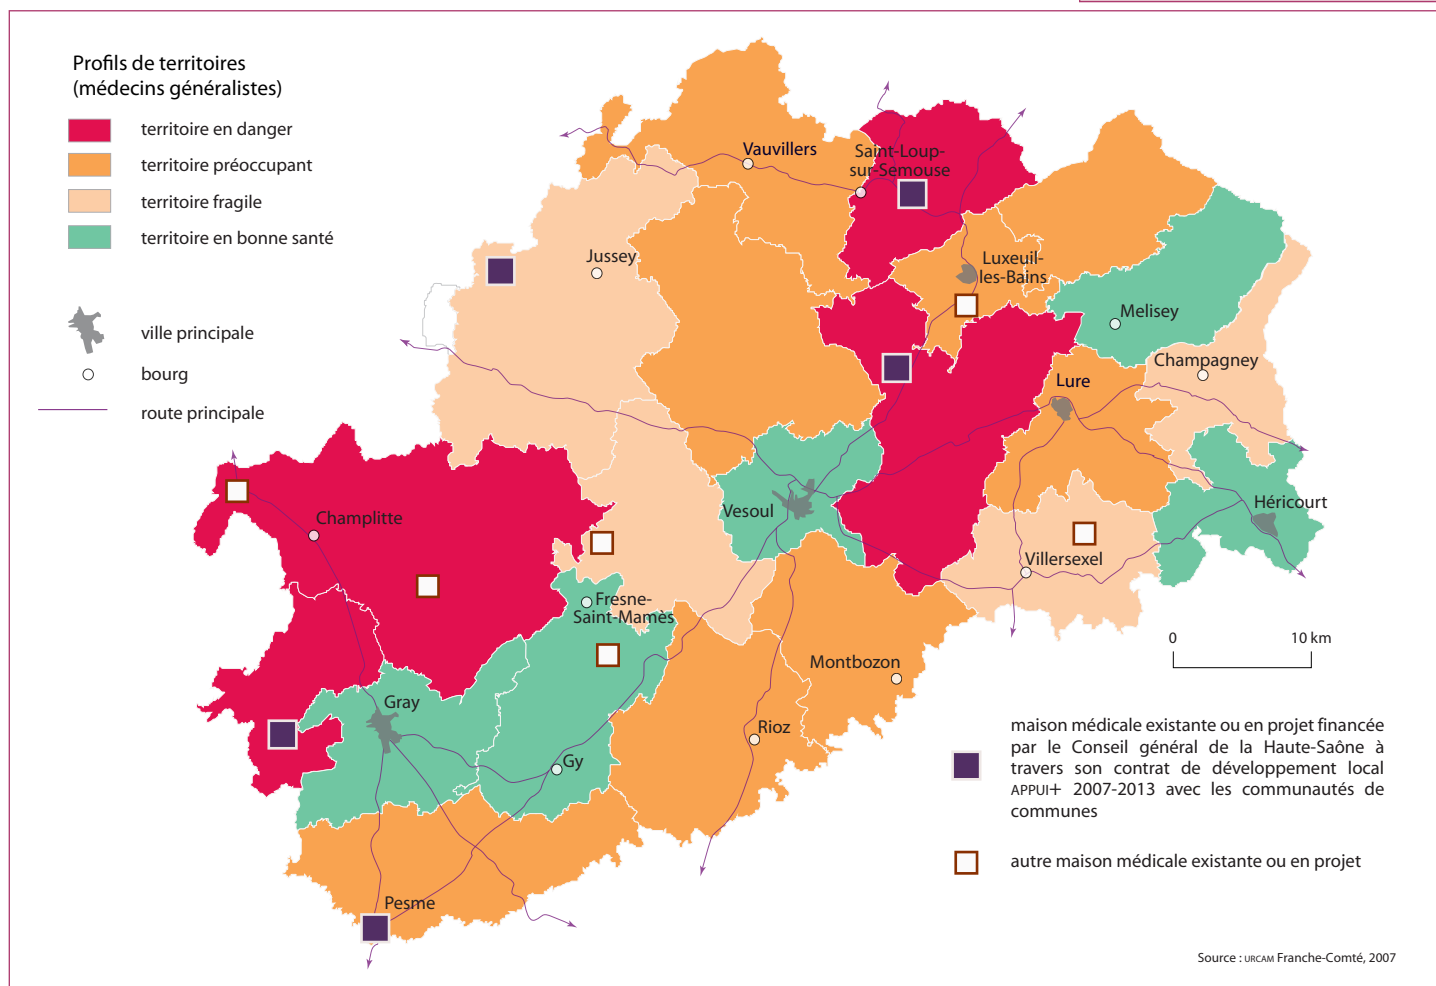 Profils de territoires
(médecins généralistes)
territoire en danger
territoire préoccupant
territoire fragile
territoire en bonne santé
ville principale
bourg
route principale
Vauvillers
Saint-Loup-
sur-Semouse
Jussey
Luxeuil-
les-Bains
Melisey
Champagney
Lure
Champlitte
Vesoul
Héricourt
Villersexel
Fresne-
Saint-Mamès
0 10 km
Montbozon
Gray
Rioz
Gy
Pesme
maison médicale existante ou en projet financée
par le Conseil général de la Haute-Saône à
travers son contrat de développement local
APPUI+ 2007-2013 avec les communautés de
communes
autre maison médicale existante ou en projet
Source : URCAM Franche-Comté, 2007